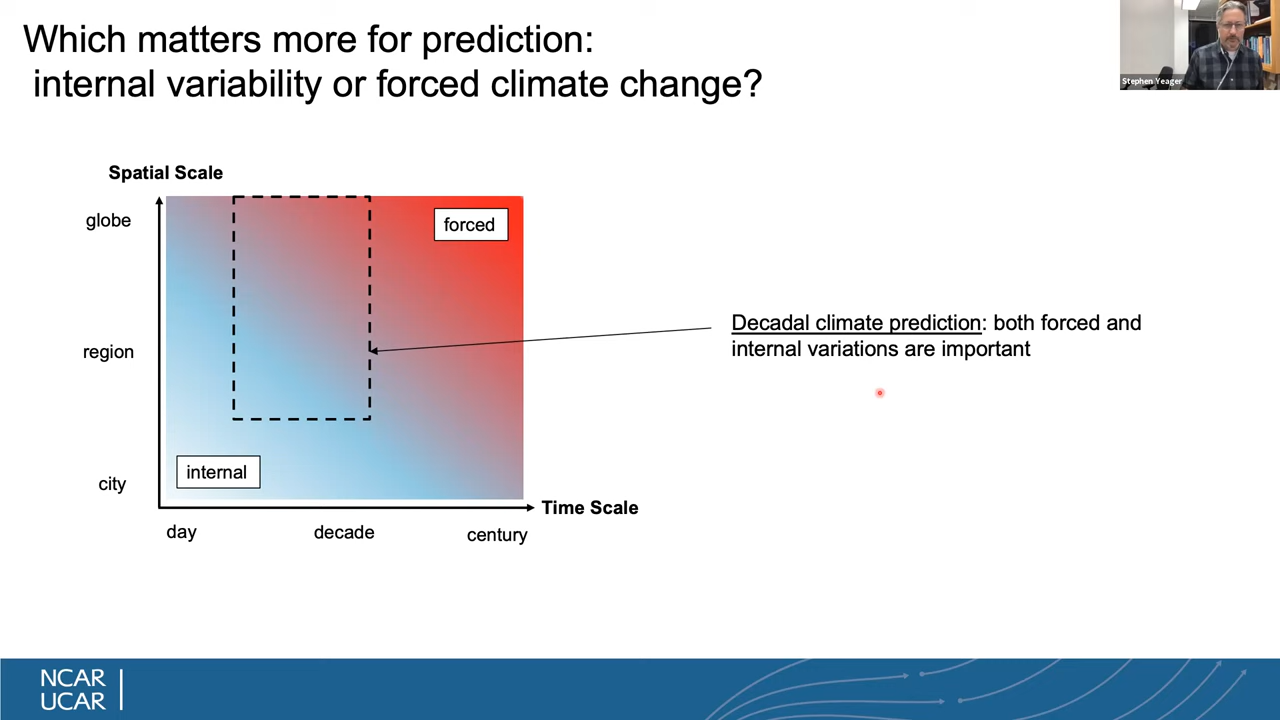 Which matters more for prediction:
internal variability or forced climate change?
Stephen Yeager
Spatial Scale
globe
forced
region
Decadal climate prediction: both forced and
internal variations are important
internal
city
Time Scale
day
decade
century
NCAR
UCAR